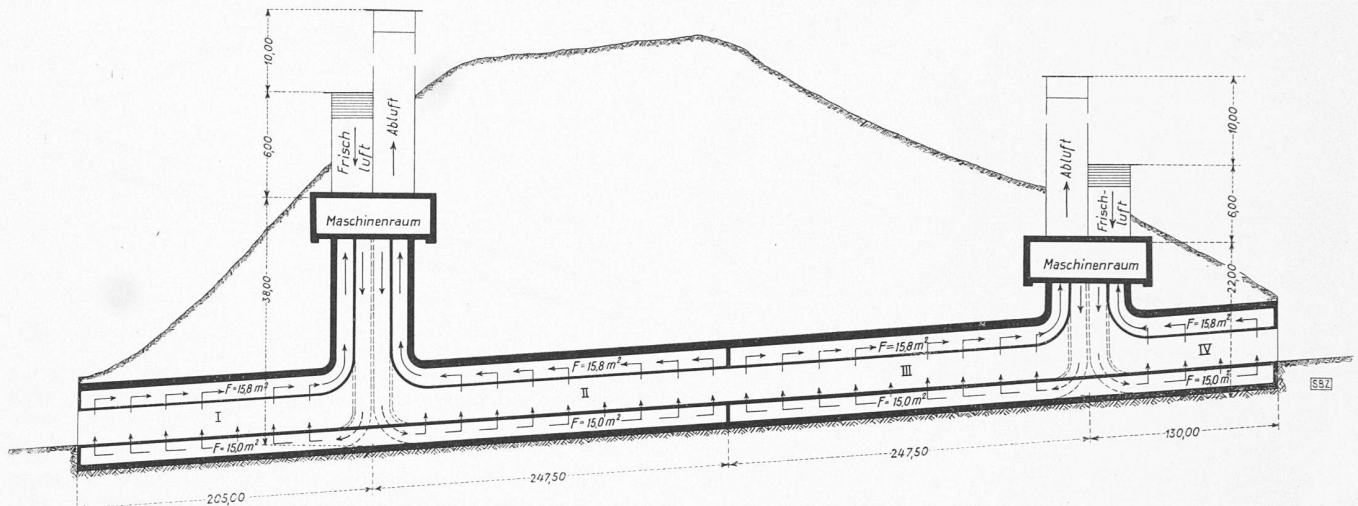 10,00
6,00
38,00
Frisch
luft
Abluft
Maschinenraum
Abluft
Frisch-
luft
Maschinenraum
10,00
6,00
22,00
F=15,8 m²
F=15,8 m²
F=15,8 m²
F=15,8 m²
I
II
III
IV
F=15,0 m²
F=15,0 m²
F=15,0 m²
F=15,0 m²
SBZ
205,00
247,50
247,50
130,00